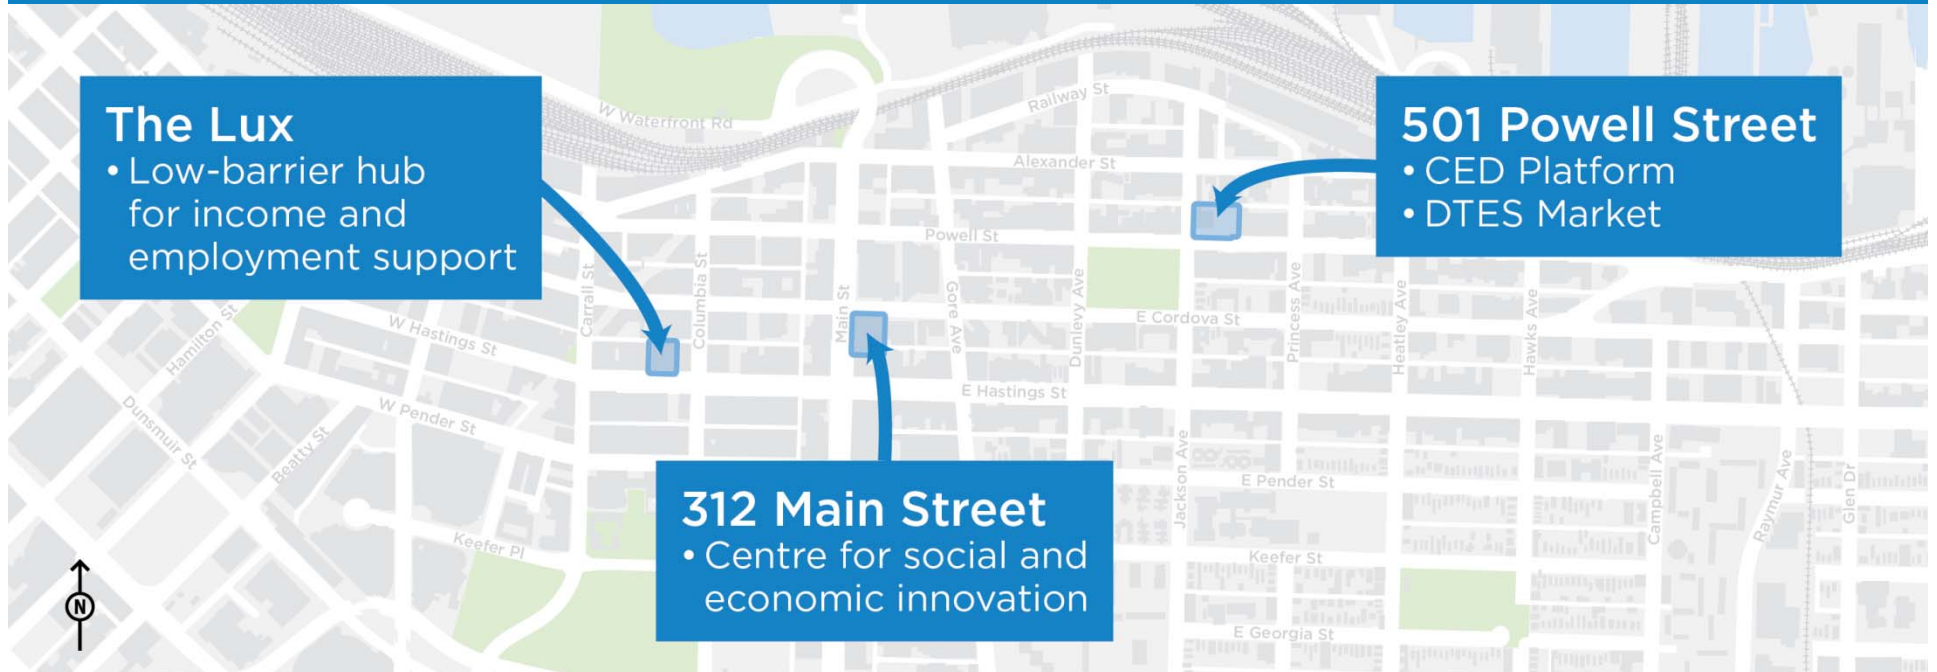 The Lux
• Low-barrier hub
for income and
employment support
501 Powell Street
• CED Platform
• DTES Market
312 Main Street
• Centre for social and
economic innovation
W Waterfront Rd
Railway St
Alexander St
Powell St
E Cordova St
W Hastings St
E Hastings St
W Pender St
E Pender St
Keefer Pl
Keefer St
E Georgia St
Hamilton St
Dunsmuir St
Beatty St
Carrall St
Columbia St
Main St
Gore Ave
Dunlevy Ave
Jackson Ave
Princess Ave
Heatley Ave
Hawks Ave
Campbell Ave
Raymur Ave
Glen Dr
N